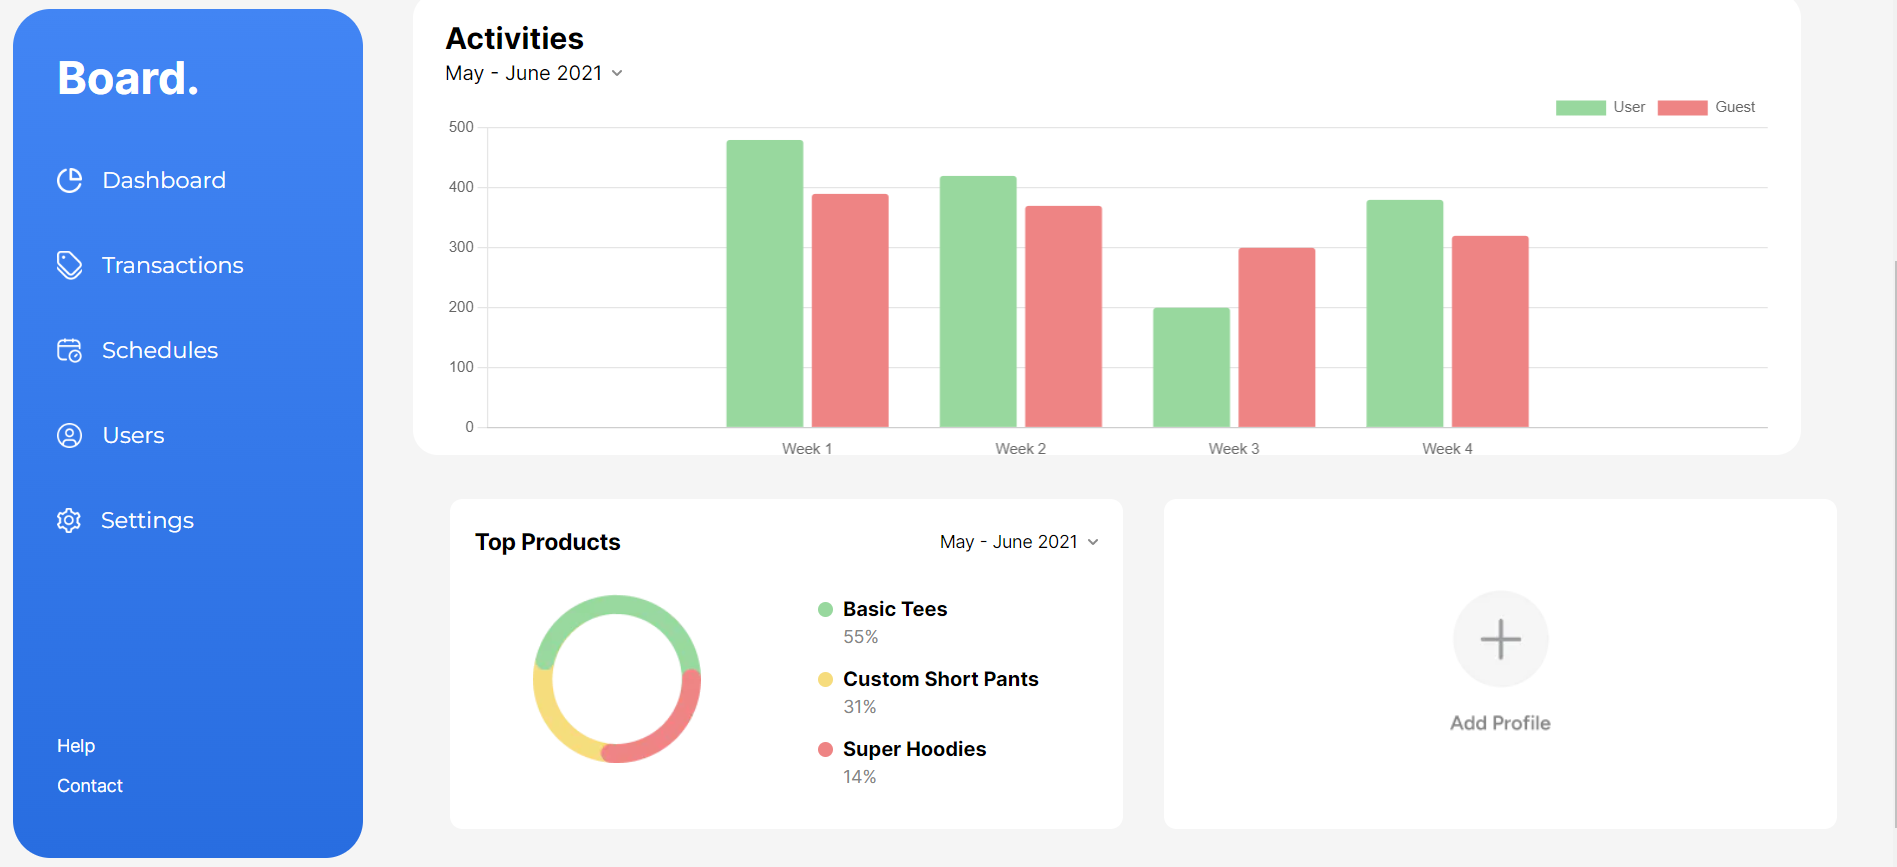 Board.
Dashboard
Transactions
Schedules
Users
Settings
Help
Contact
Activities
May - June 2021
User Guest
500
400
300
200
100
0
Week 1 Week 2 Week 3 Week 4
Top Products
May - June 2021
Basic Tees
55%
Custom Short Pants
31%
Super Hoodies
14%
Add Profile